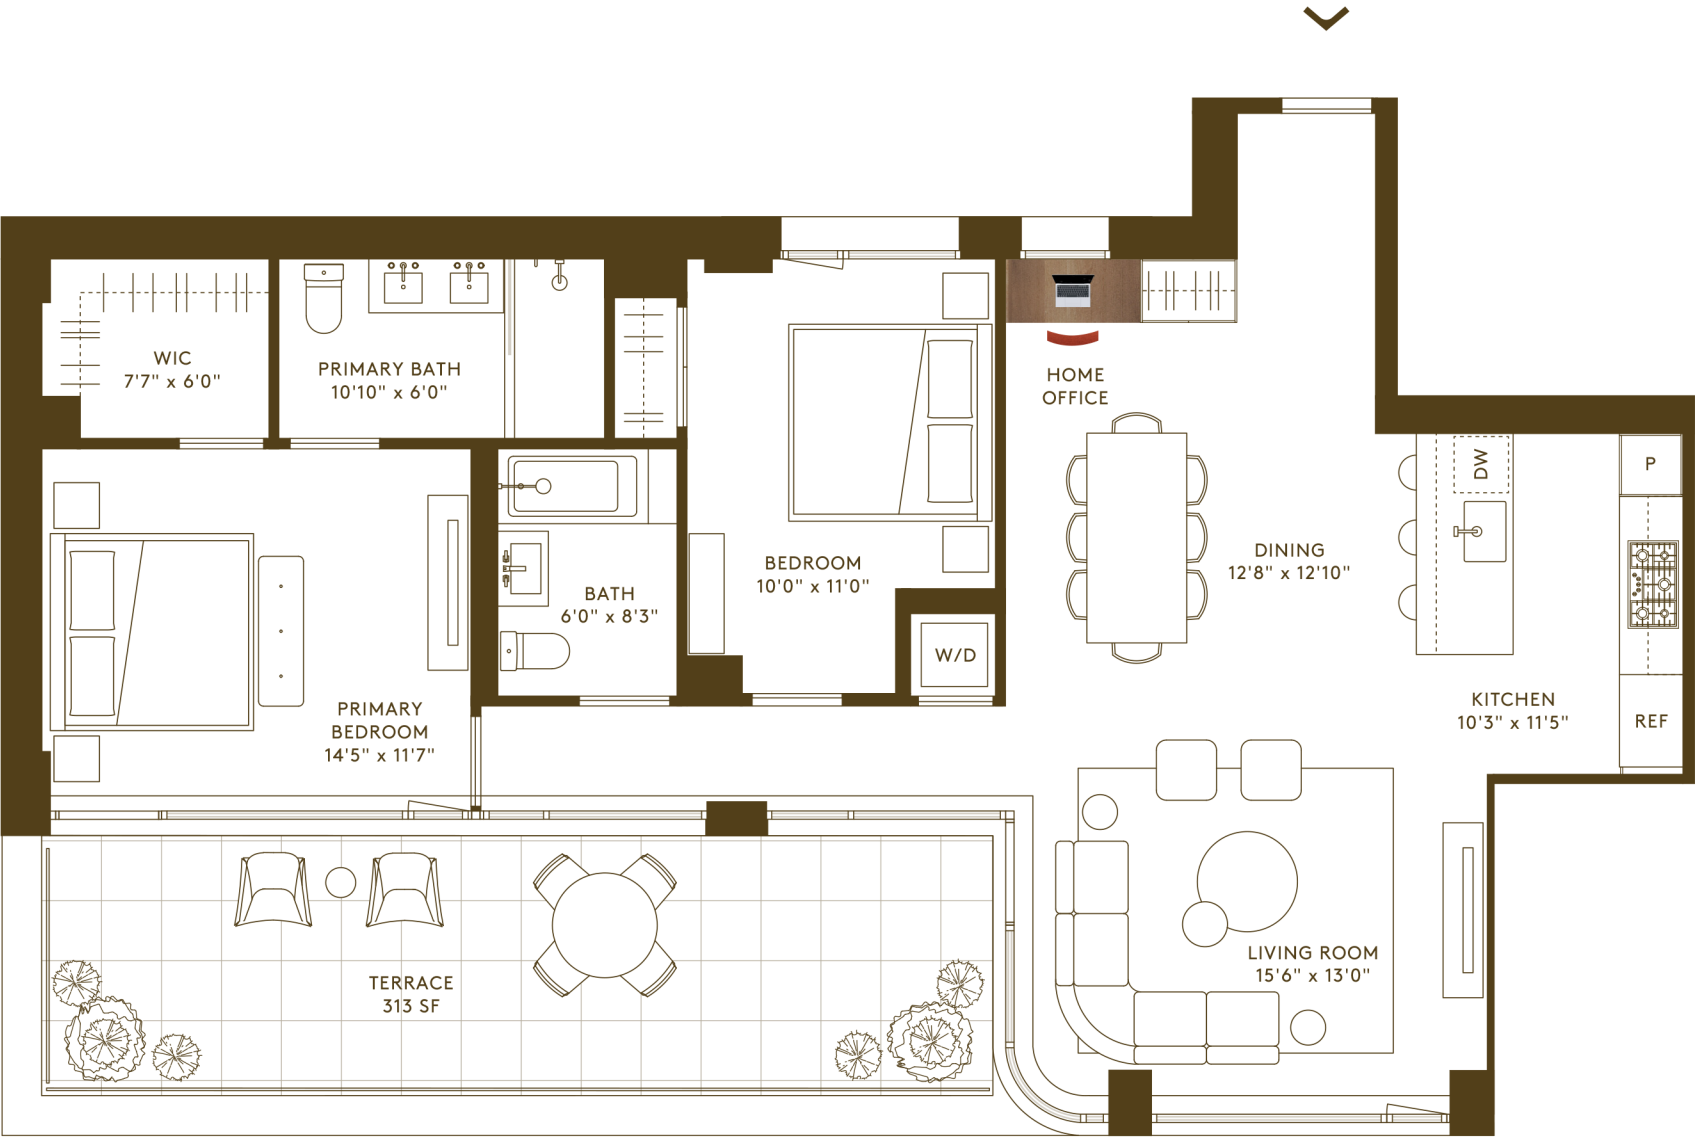 WIC
7'7" x 6'0"
PRIMARY BATH
10'10" x 6'0"
HOME
OFFICE
DW
P
BEDROOM
10'0" x 11'0"
DINING
12'8" x 12'10"
BATH
6'0" x 8'3"
W/D
PRIMARY
BEDROOM
14'5" x 11'7"
KITCHEN
10'3" x 11'5"
REF
LIVING ROOM
15'6" x 13'0"
TERRACE
313 SF